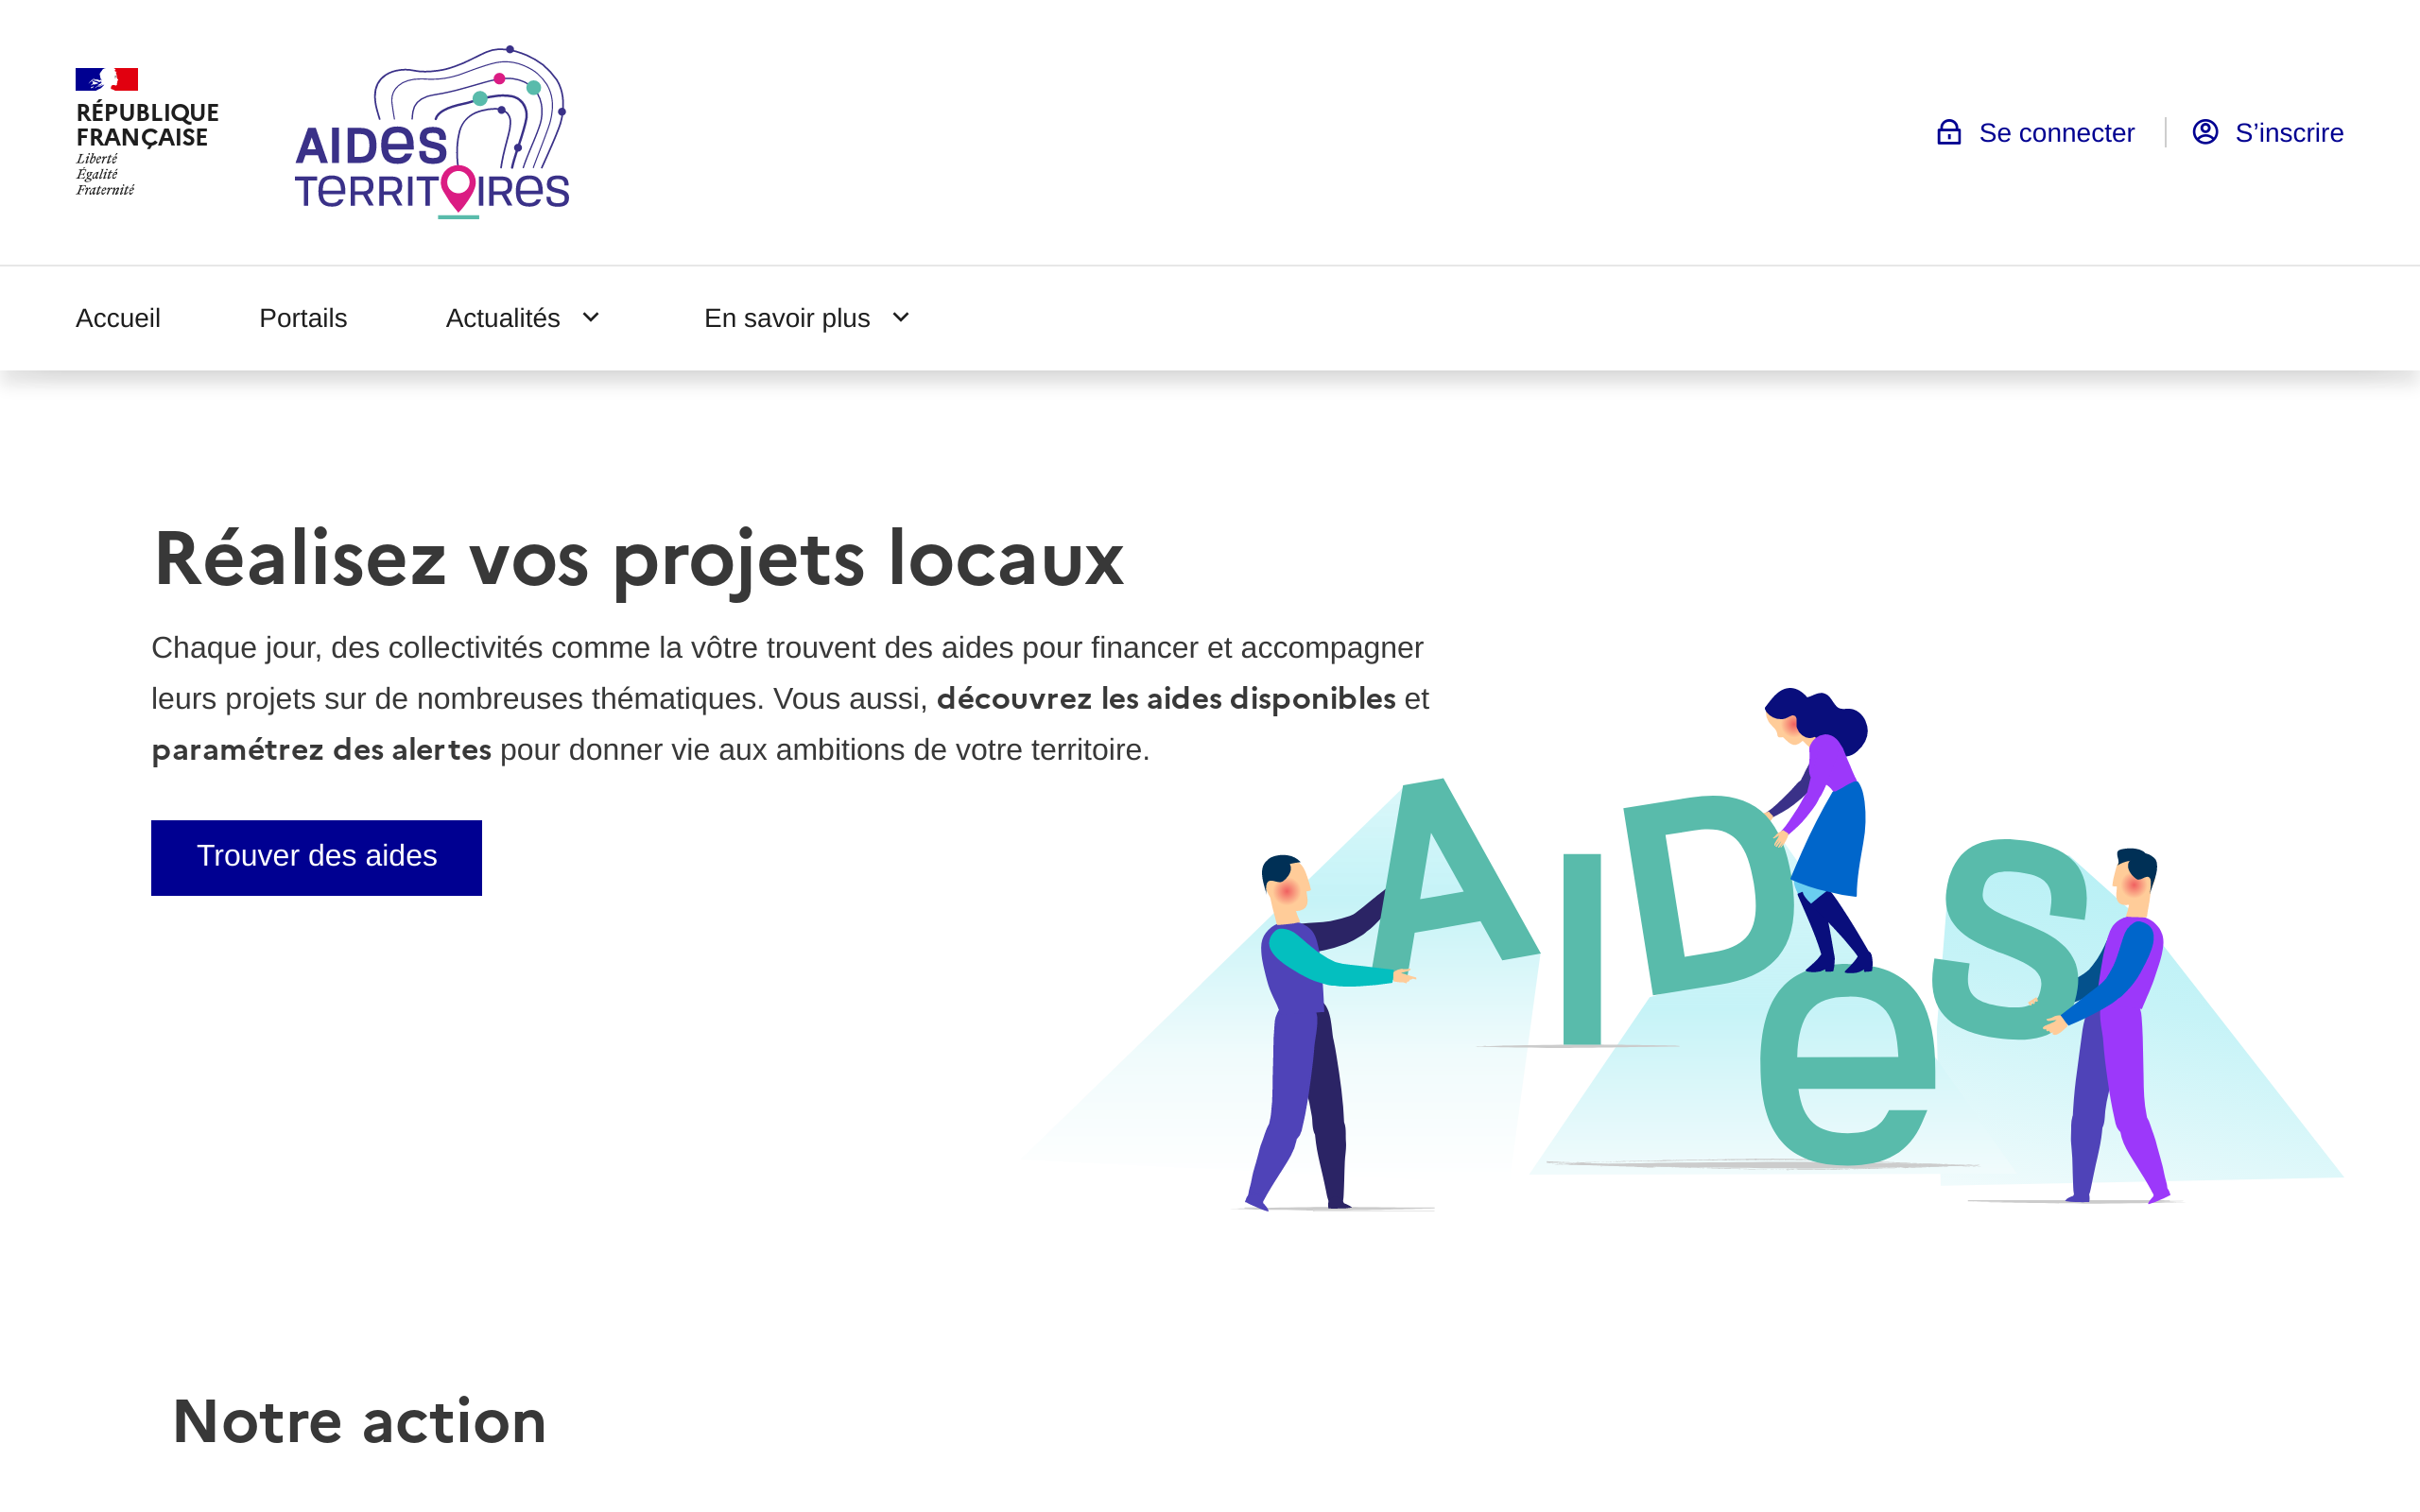 RÉPUBLIQUE
FRANÇAISE
Liberté
Égalité
Fraternité
AIDes
TeRRITOIReS
Se connecter
S’inscrire
Accueil
Portails
Actualités
En savoir plus
Réalisez vos projets locaux
Chaque jour, des collectivités comme la vôtre trouvent des aides pour financer et accompagner
leurs projets sur de nombreuses thématiques. Vous aussi, découvrez les aides disponibles et
paramétrez des alertes pour donner vie aux ambitions de votre territoire.
Trouver des aides
AIDeS
Notre action